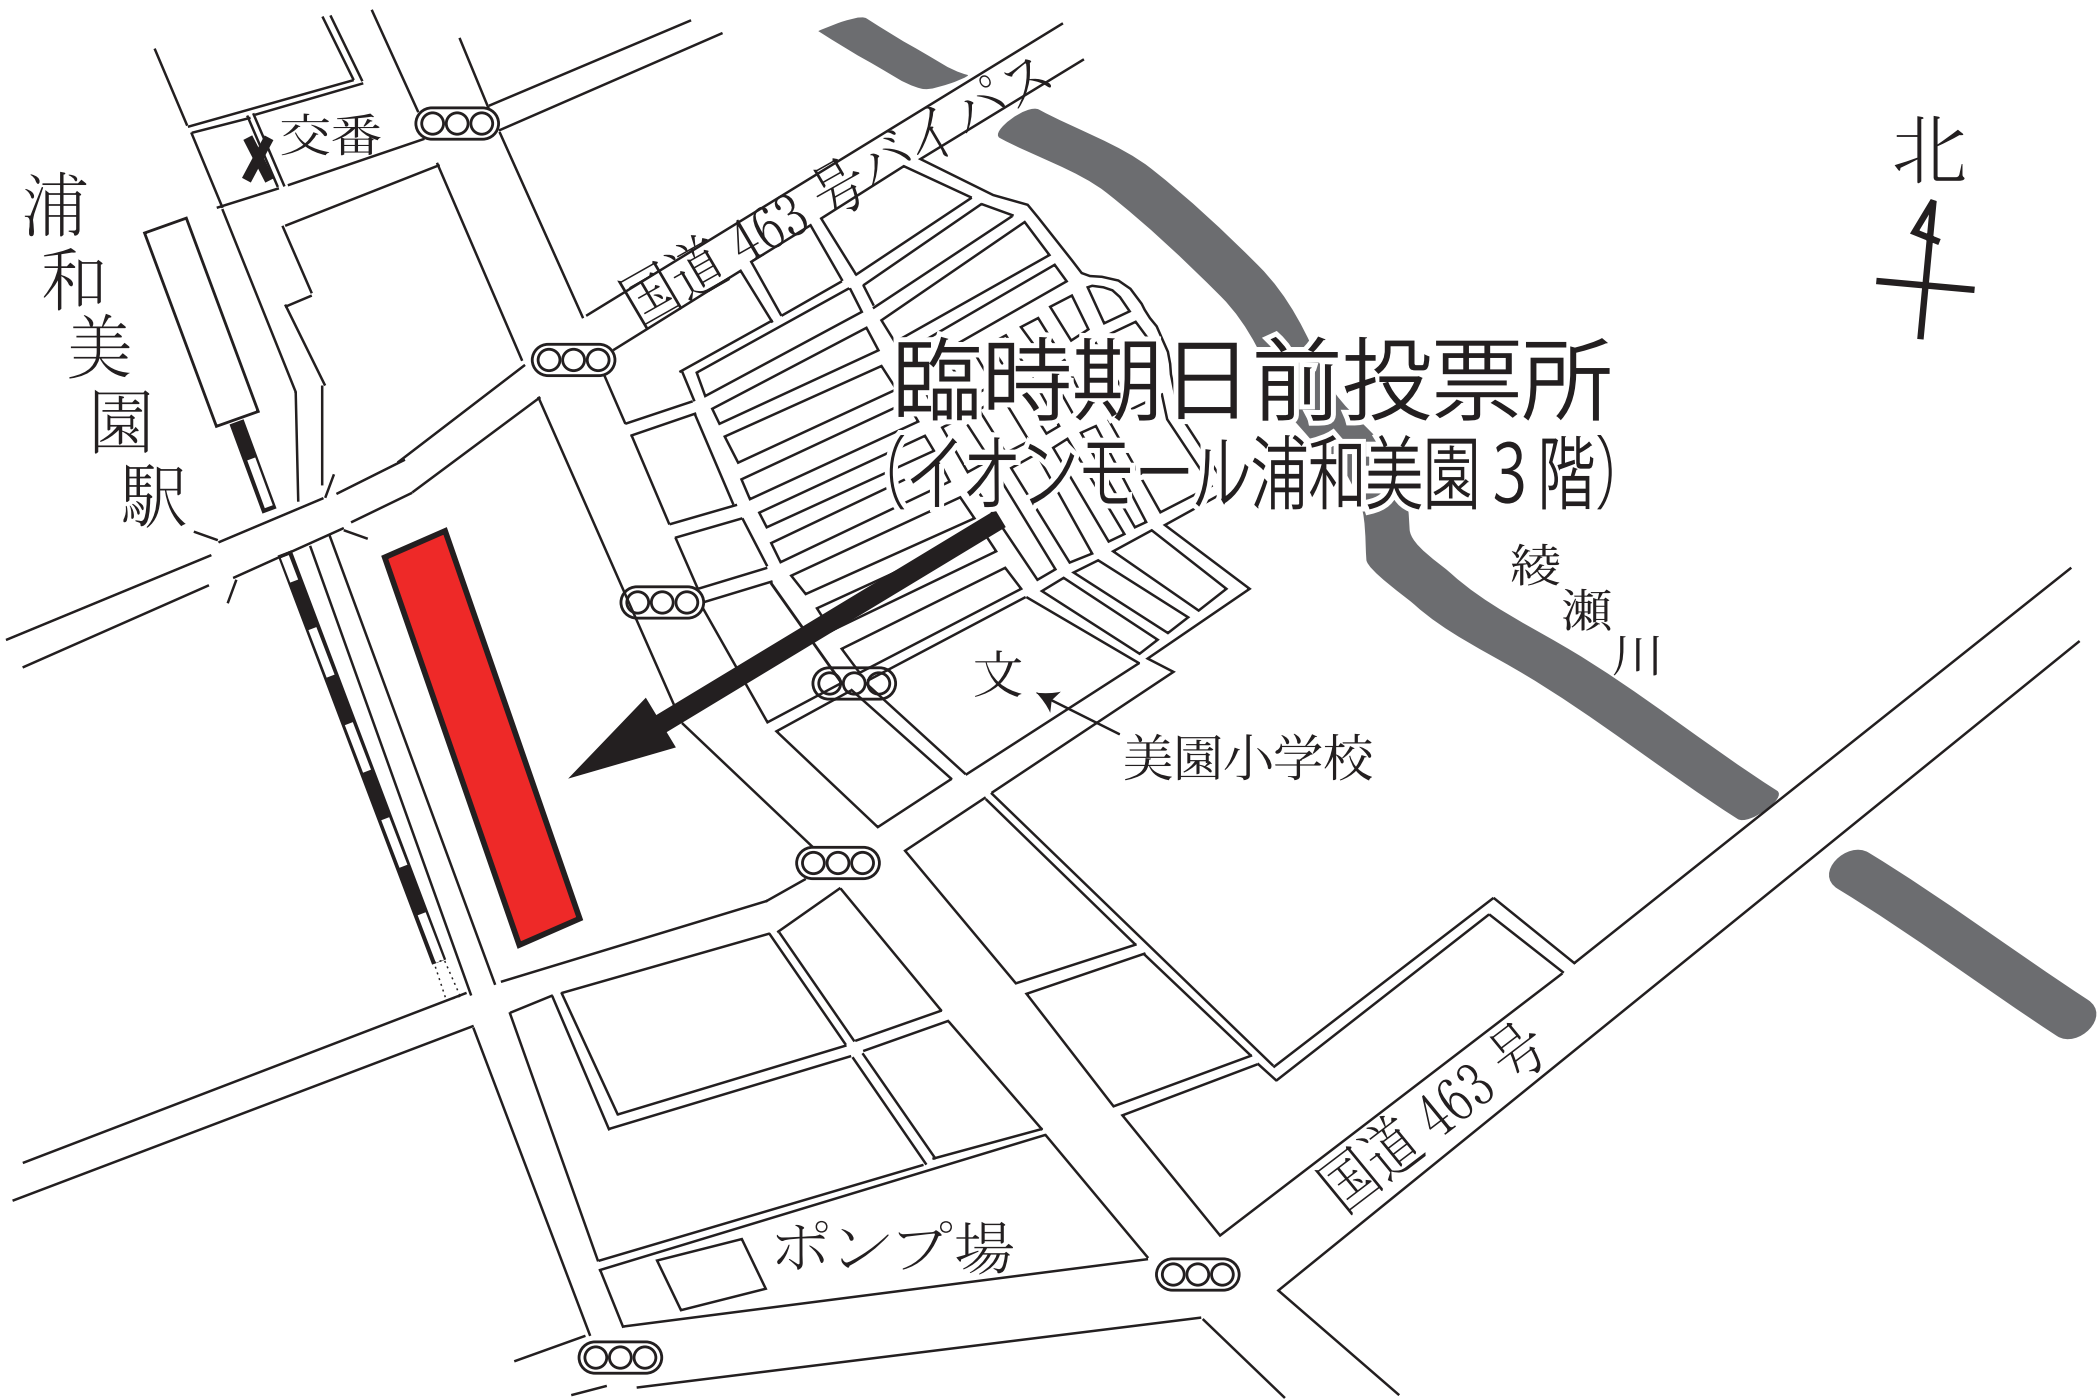 交番
北
浦和美園駅
国道463号バイパス
臨時期日前投票所
（イオンモール浦和美園3階）
綾瀬川
文
美園小学校
国道463号
ポンプ場